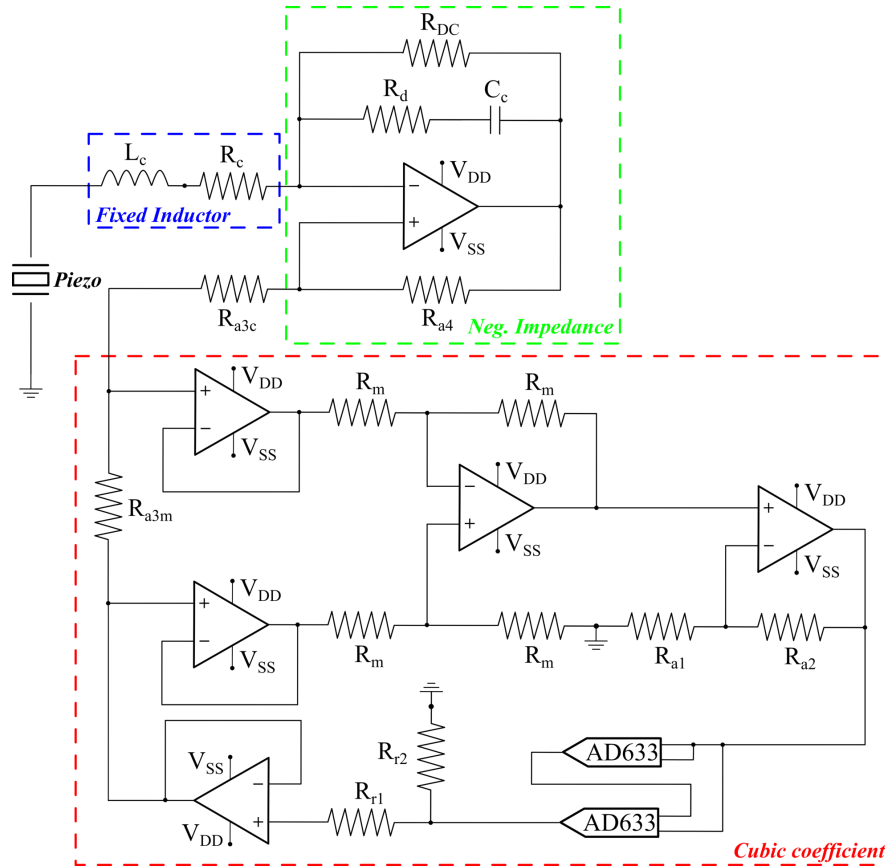 R_DC
R_d C_c
L_c R_c
V_DD
− 
Fixed Inductor
+
V_SS
Piezo
R_a3c R_a4
Neg. Impedance
V_DD R_m R_m
+
−
V_SS
V_DD
− V_DD
R_a3m +
+ −
V_SS V_SS
V_DD
+
−
V_SS R_m R_m R_a1 R_a2
R_r2
V_SS AD633
− R_r1
+ AD633
V_DD
Cubic coefficient